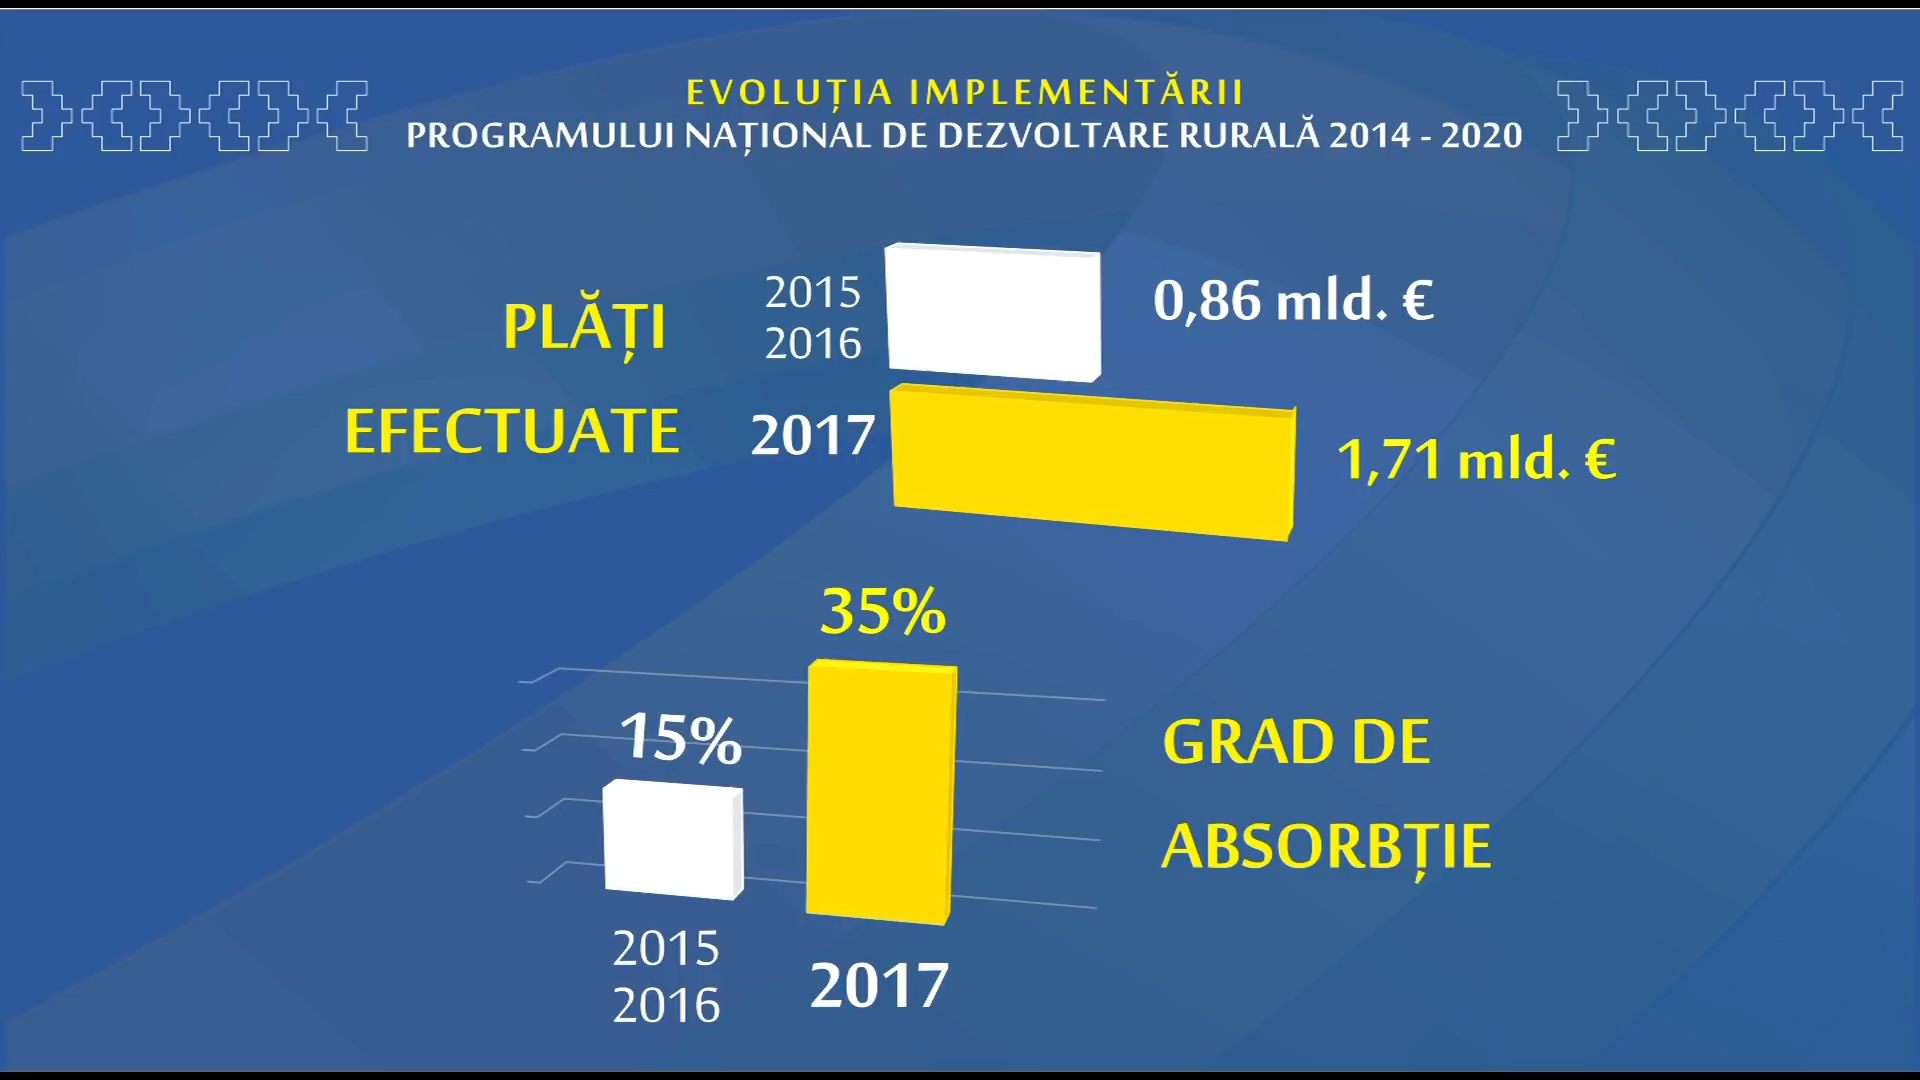 EVOLUȚIA IMPLEMENTĂRII
PROGRAMULUI NAȚIONAL DE DEZVOLTARE RURALĂ 2014 - 2020
PLĂȚI
EFECTUATE
2015
2016
0,86 mld. €
2017
1,71 mld. €
35%
15%
GRAD DE
ABSORBȚIE
2015
2016
2017